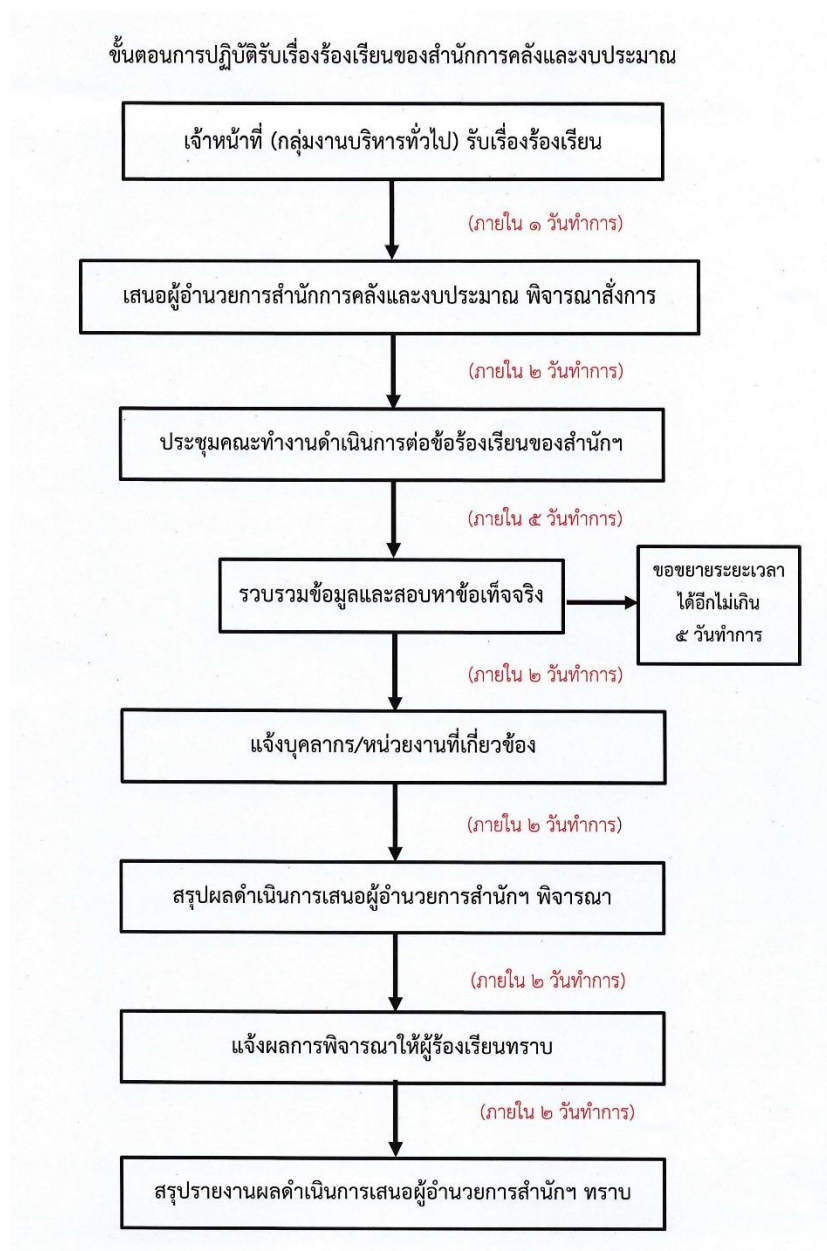 ขั้นตอนการปฏิบัติรับเรื่องร้องเรียนของสำนักการคลังและงบประมาณ
เจ้าหน้าที่ (กลุ่มงานบริหารทั่วไป) รับเรื่องร้องเรียน
(ภายใน ๑ วันทำการ)
เสนอผู้อำนวยการสำนักการคลังและงบประมาณ พิจารณาสั่งการ
(ภายใน ๒ วันทำการ)
ประชุมคณะทำงานดำเนินการต่อข้อร้องเรียนของสำนักฯ
(ภายใน ๕ วันทำการ)
รวบรวมข้อมูลและสอบหาข้อเท็จจริง
ขอขยายระยะเวลา
ได้อีกไม่เกิน
๕ วันทำการ
(ภายใน ๒ วันทำการ)
แจ้งบุคลากร/หน่วยงานที่เกี่ยวข้อง
(ภายใน ๒ วันทำการ)
สรุปผลดำเนินการเสนอผู้อำนวยการสำนักฯ พิจารณา
(ภายใน ๒ วันทำการ)
แจ้งผลการพิจารณาให้ผู้ร้องเรียนทราบ
(ภายใน ๒ วันทำการ)
สรุปรายงานผลดำเนินการเสนอผู้อำนวยการสำนักฯ ทราบ